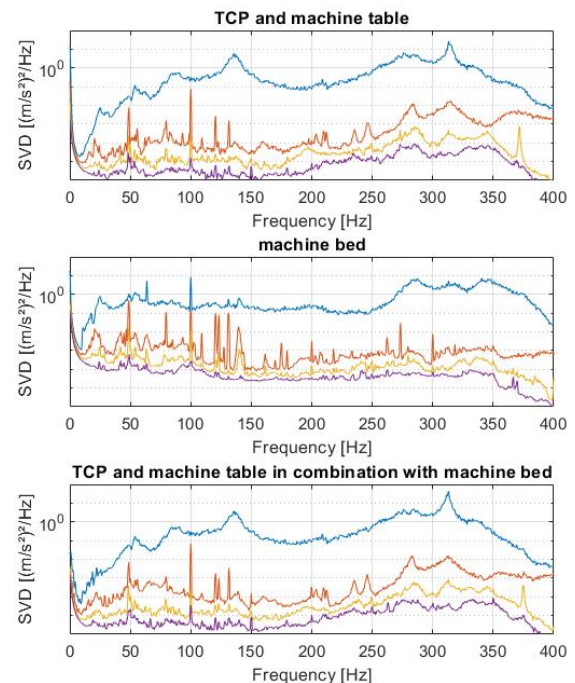 TCP and machine table
10⁰
SVD [(m/s²)²/Hz]
0 50 100 150 200 250 300 350 400
Frequency [Hz]
machine bed
10⁰
SVD [(m/s²)²/Hz]
0 50 100 150 200 250 300 350 400
Frequency [Hz]
TCP and machine table in combination with machine bed
10⁰
SVD [(m/s²)²/Hz]
0 50 100 150 200 250 300 350 400
Frequency [Hz]